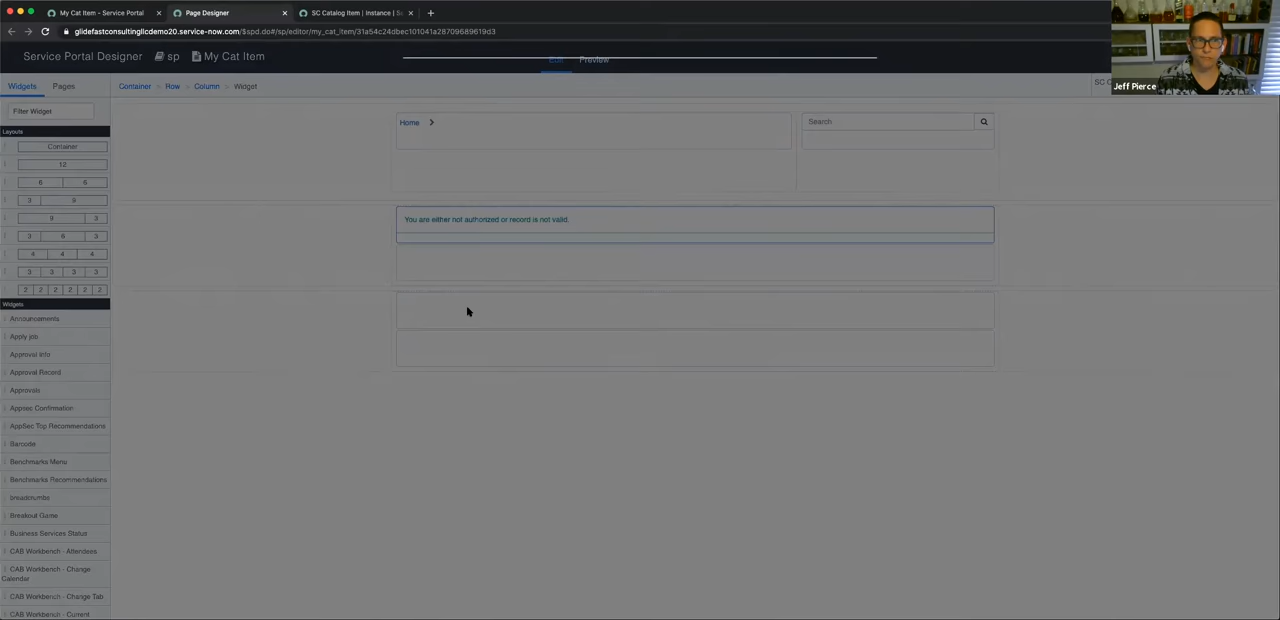 My Cat Item - Service Portal
Page Designer
SC Catalog Item | Instance | S
glidefastconsultingllcdemo20.service-now.com/$spd.do#/sp/editor/my_cat_item/31a54c24dbec101041a28709689619d3
Service Portal Designer
sp
My Cat Item
Edit
Preview
Jeff Pierce
Widgets
Pages
Container > Row > Column > Widget
SC C
Filter Widget
Layouts
Container
12
6 6
3 9
9 3
3 6 3
4 4 4
3 3 3 3
2 2 2 2 2 2
Home
Search
You are either not authorized or record is not valid.
Widgets
Announcements
Apply job
Approval Info
Approval Record
Approvals
Appsec Confirmation
AppSec Top Recommendations
Barcode
Benchmarks Menu
Benchmarks Recommendations
breadcrumbs
Breakout Game
Business Services Status
CAB Workbench - Attendees
CAB Workbench - Change
Calendar
CAB Workbench - Change Tab
CAB Workbench - Current